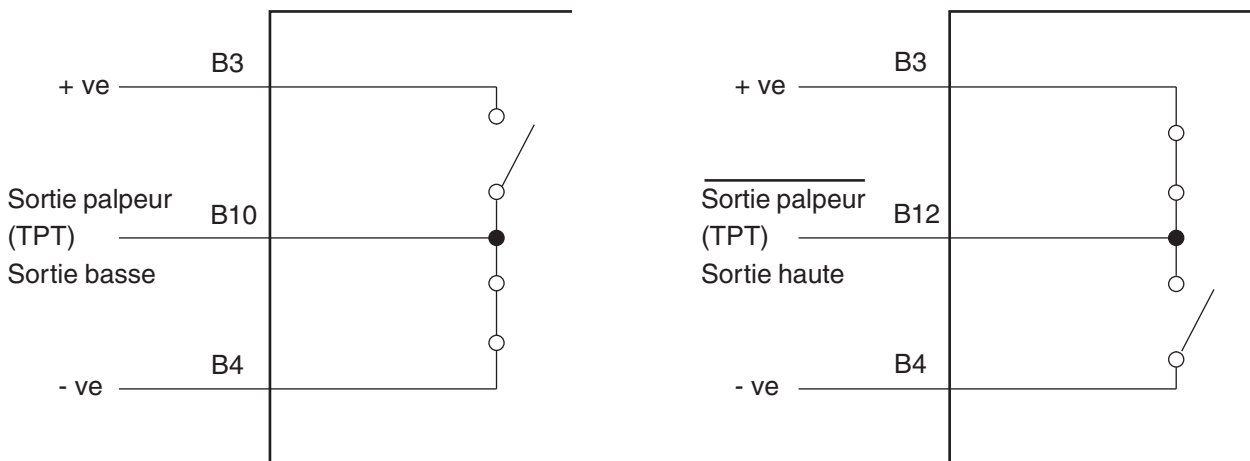 B3
+ ve
Sortie palpeur
B10
(TPT)
Sortie basse
B4
- ve
B3
+ ve
Sortie palpeur
B12
(TPT)
Sortie haute
B4
- ve